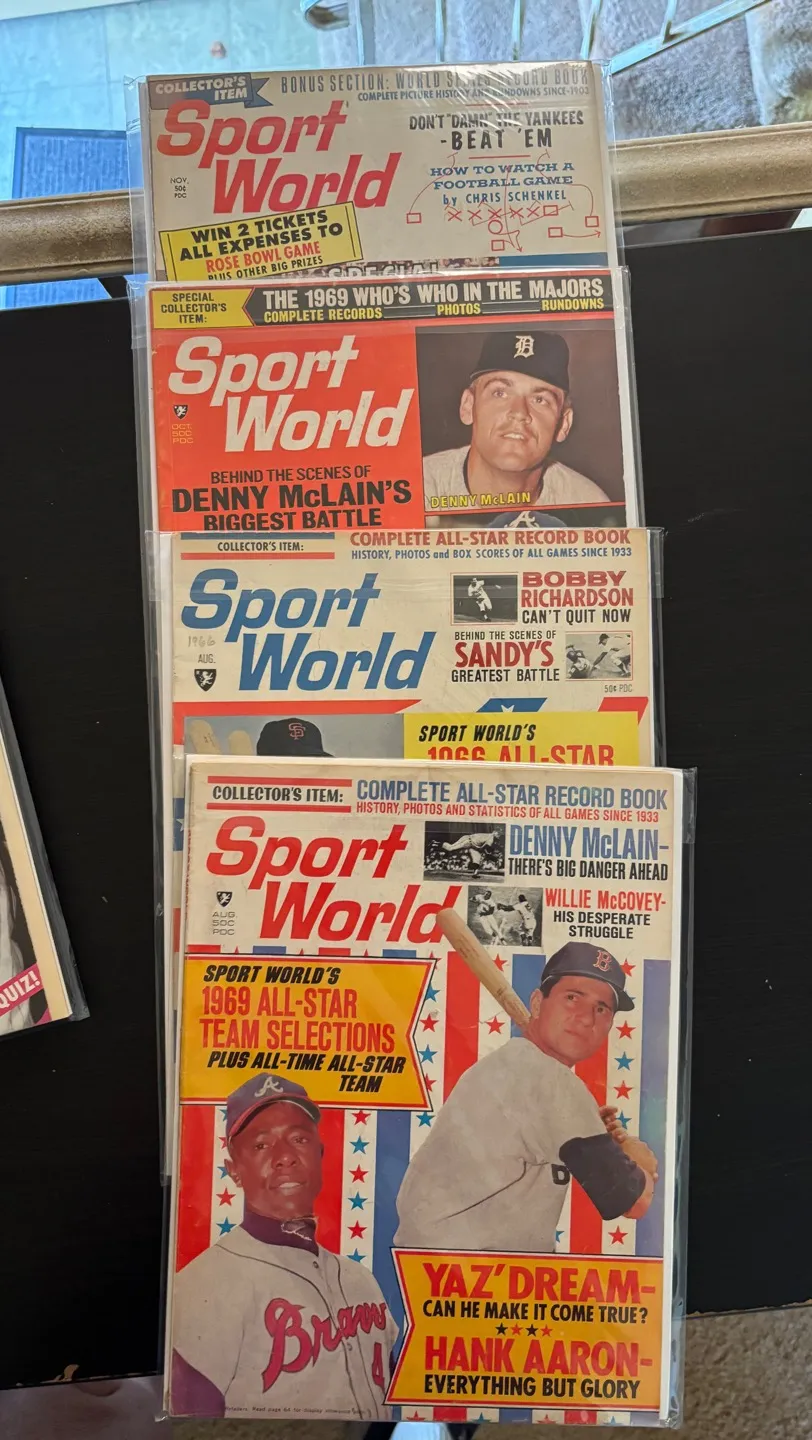 COLLECTOR'S ITEM
BONUS SECTION: WORLD SERIES RECORD BOOK
COMPLETE PICTURE HISTORY AND RUNDOWNS SINCE 1903
Sport World
NOV.
50¢
PDC
DON'T "DAMN" THE YANKEES
-BEAT 'EM
HOW TO WATCH A
FOOTBALL GAME
by CHRIS SCHENKEL
WIN 2 TICKETS
ALL EXPENSES TO
ROSE BOWL GAME
PLUS OTHER BIG PRIZES
SPECIAL
SPECIAL
COLLECTOR'S
ITEM:
THE 1969 WHO'S WHO IN THE MAJORS
COMPLETE RECORDS PHOTOS RUNDOWNS
Sport World
OCT.
50C
PDC
D
BEHIND THE SCENES OF
DENNY McLAIN'S
BIGGEST BATTLE
DENNY McLAIN
A
COLLECTOR'S ITEM:
COMPLETE ALL-STAR RECORD BOOK
HISTORY, PHOTOS and BOX SCORES OF ALL GAMES SINCE 1933
Sport World
1966
AUG.
BOBBY
RICHARDSON
CAN'T QUIT NOW
BEHIND THE SCENES OF
SANDY'S
GREATEST BATTLE
50¢ PDC
SF
SPORT WORLD'S
1966 ALL-STAR
COLLECTOR'S ITEM:
COMPLETE ALL-STAR RECORD BOOK
HISTORY, PHOTOS AND STATISTICS OF ALL GAMES SINCE 1933
Sport World
AUG.
50C
PDC
DENNY McLAIN-
THERE'S BIG DANGER AHEAD
WILLIE McCOVEY-
HIS DESPERATE
STRUGGLE
SPORT WORLD'S
1969 ALL-STAR
TEAM SELECTIONS
PLUS ALL-TIME ALL-STAR
TEAM
B
A
Braves
4
YAZ' DREAM-
CAN HE MAKE IT COME TRUE?
HANK AARON-
EVERYTHING BUT GLORY
QUIZ!